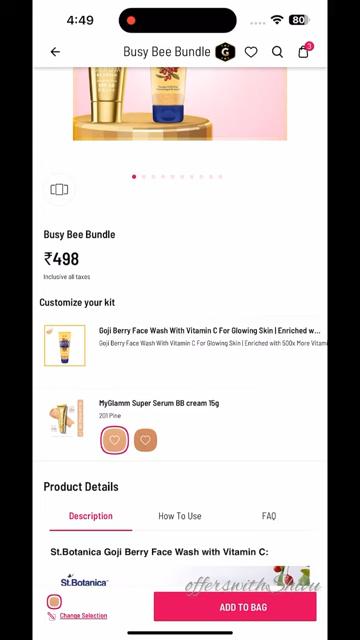 4:49
80
Busy Bee Bundle
G
3
Busy Bee Bundle
₹498
Inclusive all taxes
Customize your kit
Goji Berry Face Wash With Vitamin C For Glowing Skin | Enriched w...
Goji Berry Face Wash With Vitamin C For Glowing Skin | Enriched with 500x More Vitam
MyGlamm Super Serum BB cream 15g
201 Pine
Product Details
Description How To Use FAQ
St.Botanica Goji Berry Face Wash with Vitamin C:
St.Botanica
offerswithShivu
Change Selection
ADD TO BAG